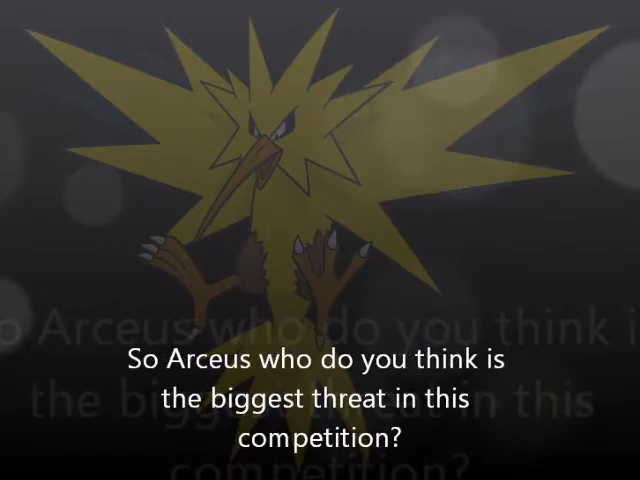 So Arceus who do you think is
the biggest threat in this
competition?